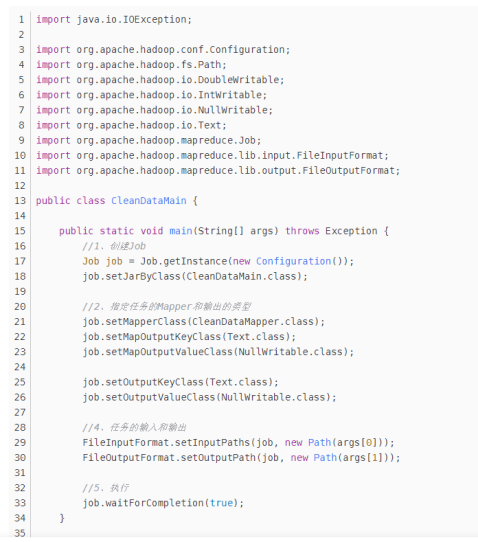 1 import java.io.IOException;
2
3 import org.apache.hadoop.conf.Configuration;
4 import org.apache.hadoop.fs.Path;
5 import org.apache.hadoop.io.DoubleWritable;
6 import org.apache.hadoop.io.IntWritable;
7 import org.apache.hadoop.io.NullWritable;
8 import org.apache.hadoop.io.Text;
9 import org.apache.hadoop.mapreduce.Job;
10 import org.apache.hadoop.mapreduce.lib.input.FileInputFormat;
11 import org.apache.hadoop.mapreduce.lib.output.FileOutputFormat;
12
13 public class CleanDataMain {
14
15     public static void main(String[] args) throws Exception {
16         //1、创建Job
17         Job job = Job.getInstance(new Configuration());
18         job.setJarByClass(CleanDataMain.class);
19
20         //2、指定任务的Mapper和输出的类型
21         job.setMapperClass(CleanDataMapper.class);
22         job.setMapOutputKeyClass(Text.class);
23         job.setMapOutputValueClass(NullWritable.class);
24
25         job.setOutputKeyClass(Text.class);
26         job.setOutputValueClass(NullWritable.class);
27
28         //4、任务的输入和输出
29         FileInputFormat.setInputPaths(job, new Path(args[0]));
30         FileOutputFormat.setOutputPath(job, new Path(args[1]));
31
32         //5、执行
33         job.waitForCompletion(true);
34     }
35